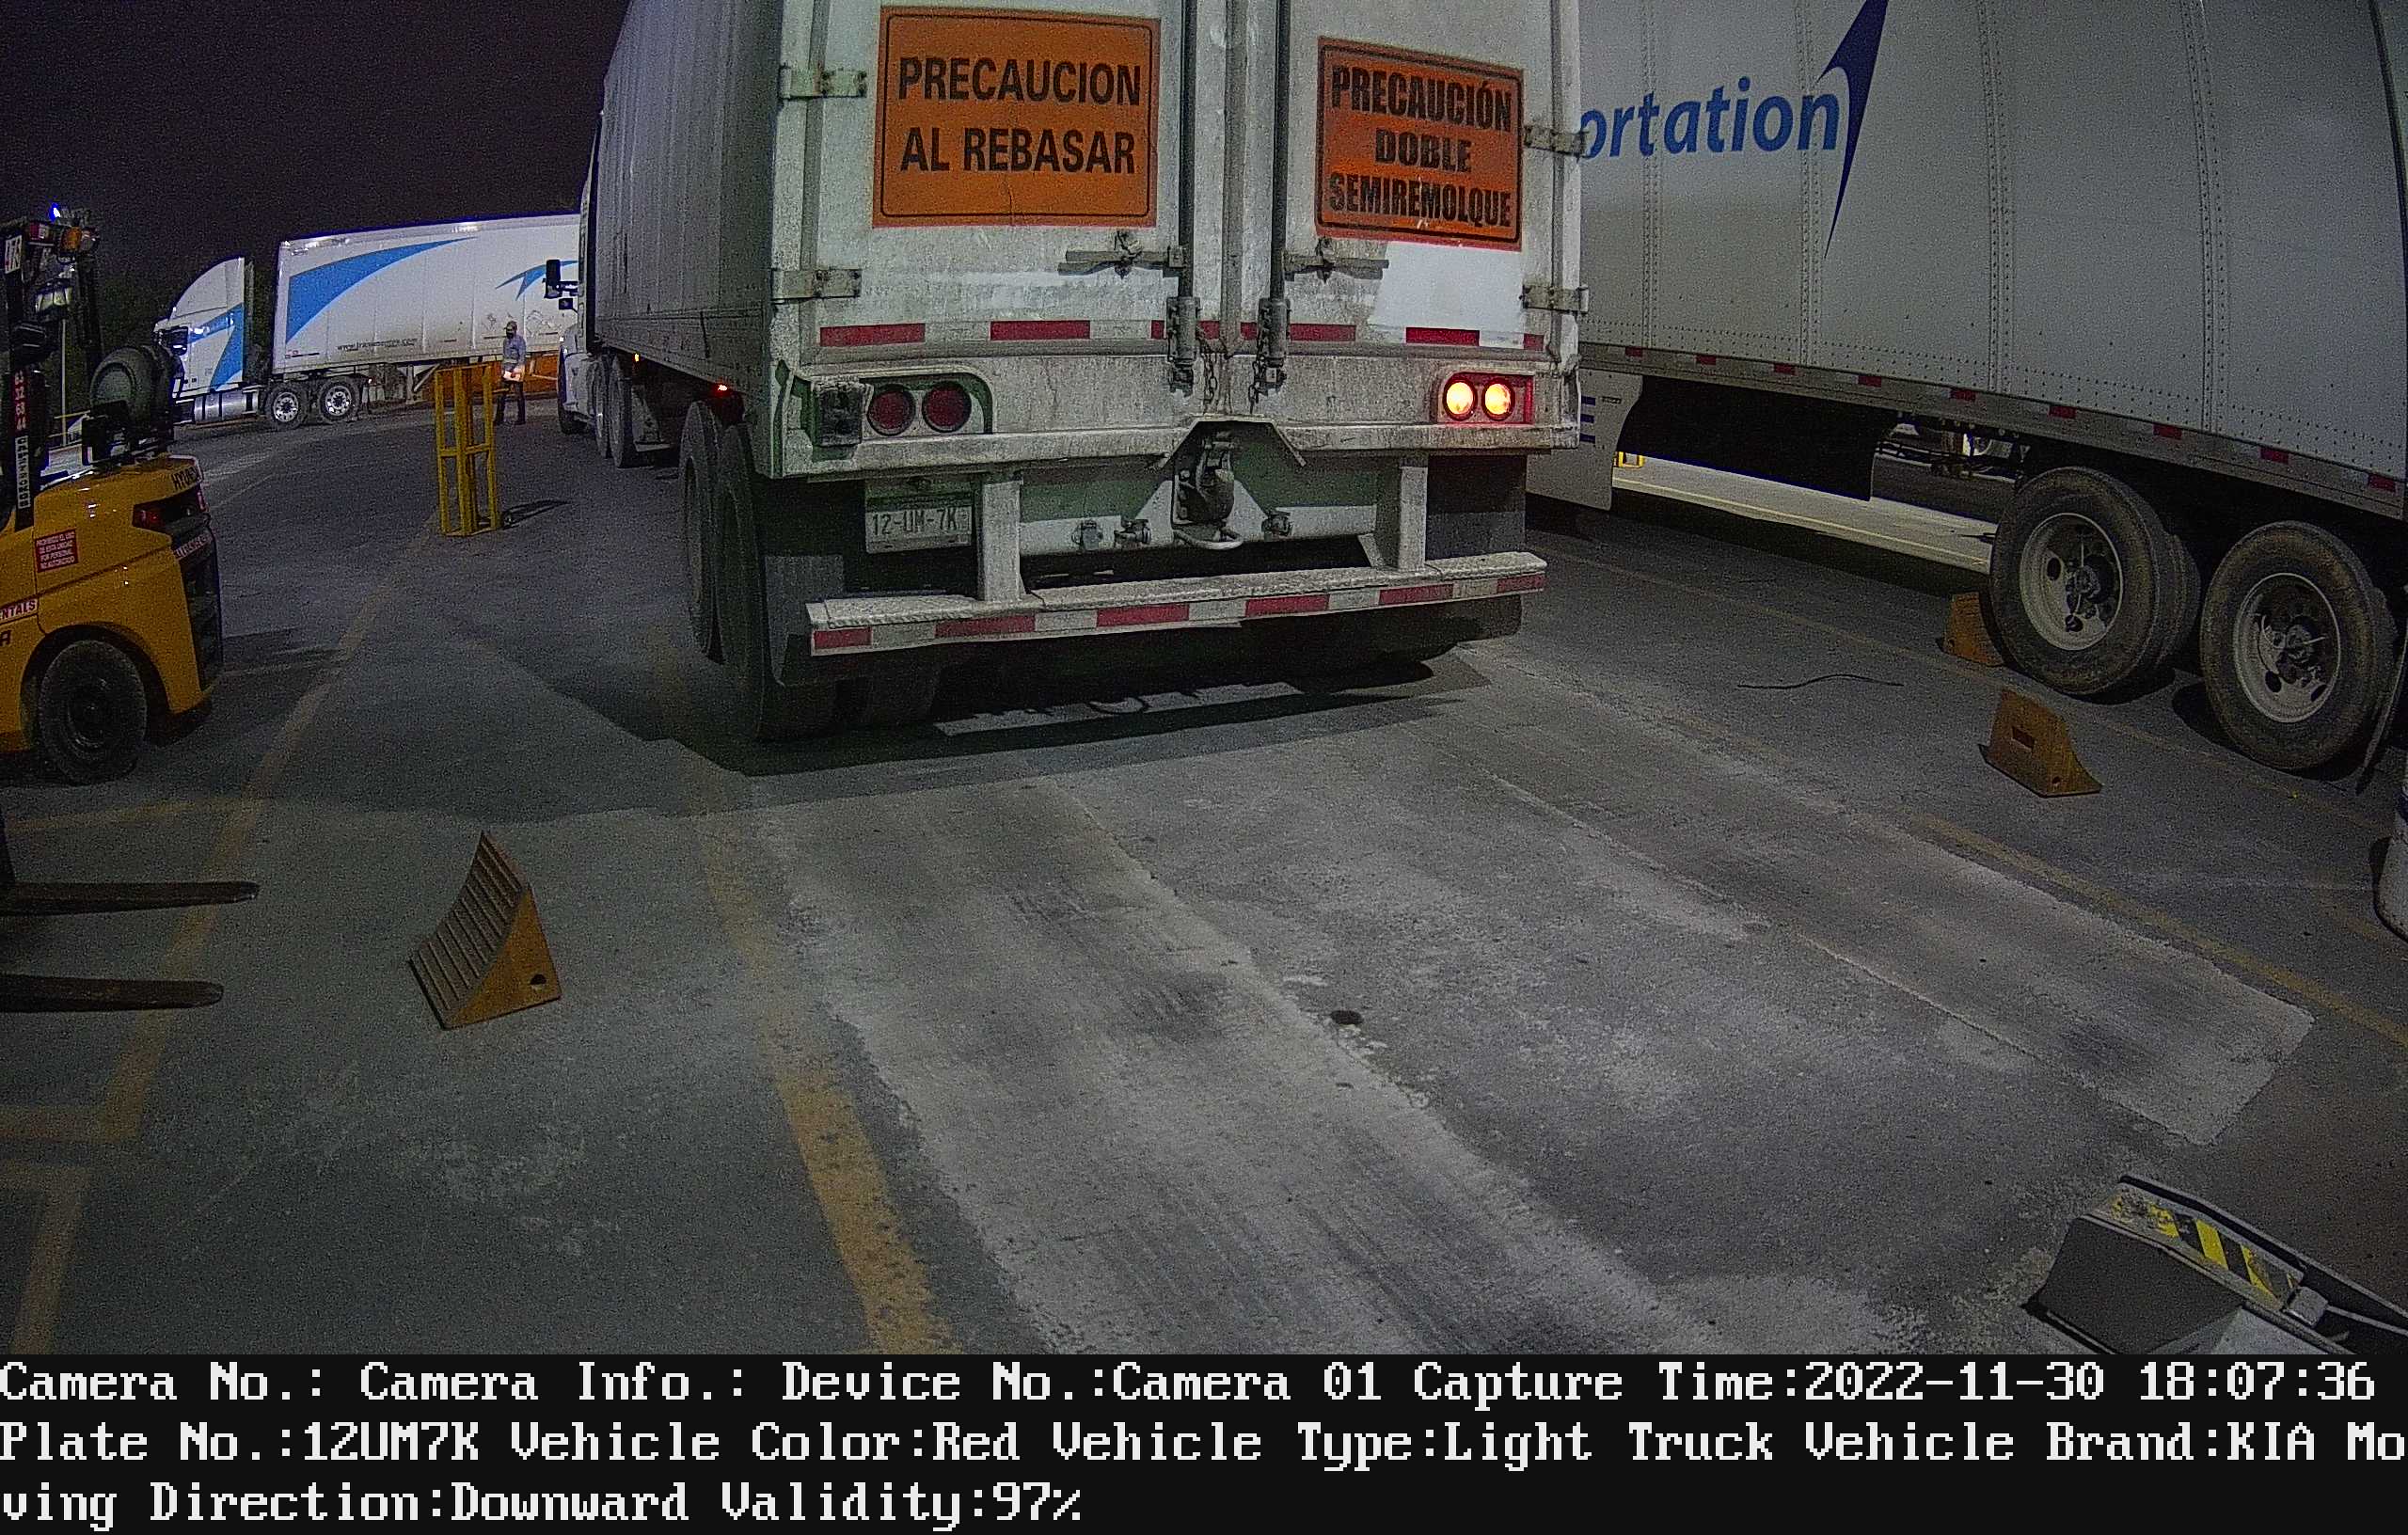 PRECAUCION
AL REBASAR
PRECAUCIÓN
DOBLE
SEMIREMOLQUE
ortation
12-UM-7K
Camera No.: Camera Info.: Device No.:Camera 01 Capture Time:2022-11-30 18:07:36
Plate No.:12UM7K Vehicle Color:Red Vehicle Type:Light Truck Vehicle Brand:KIA Mo
ving Direction:Downward Validity:97%